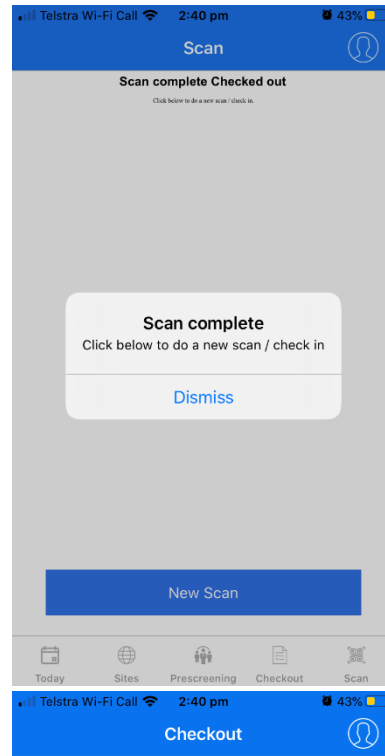 Telstra Wi-Fi Call 2:40 pm 43%
Scan
Scan complete Checked out
Click below to do a new scan / check in.
Scan complete
Click below to do a new scan / check in
Dismiss
New Scan
Today Sites Prescreening Checkout Scan
Telstra Wi-Fi Call 2:40 pm 43%
Checkout